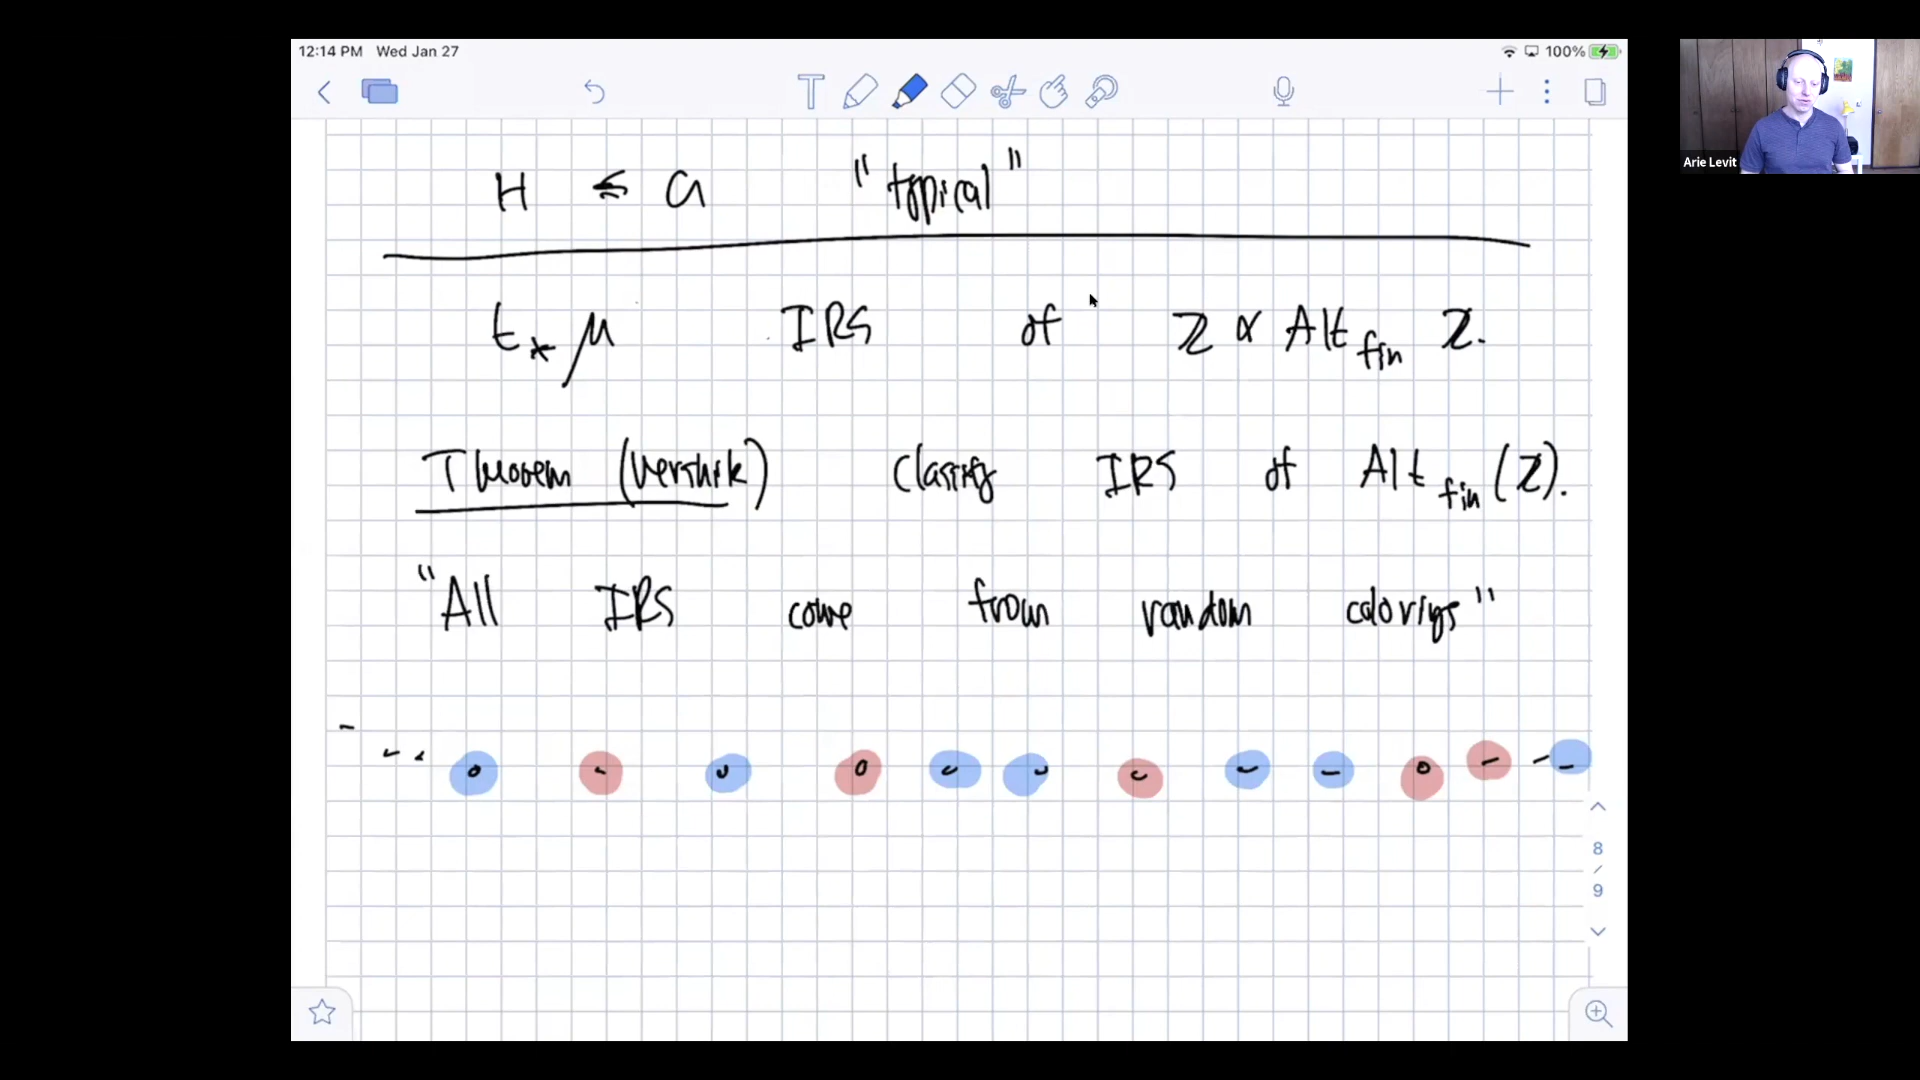 12:14 PM Wed Jan 27 100%
Arie Levit
H ≤ G "typical"
t_* μ IRS of ℤ ∝ Alt_fin ℤ.
Theorem (Vershik) Classify IRS of Alt_fin (ℤ).
"All IRS come from random colorings"
8
/
9